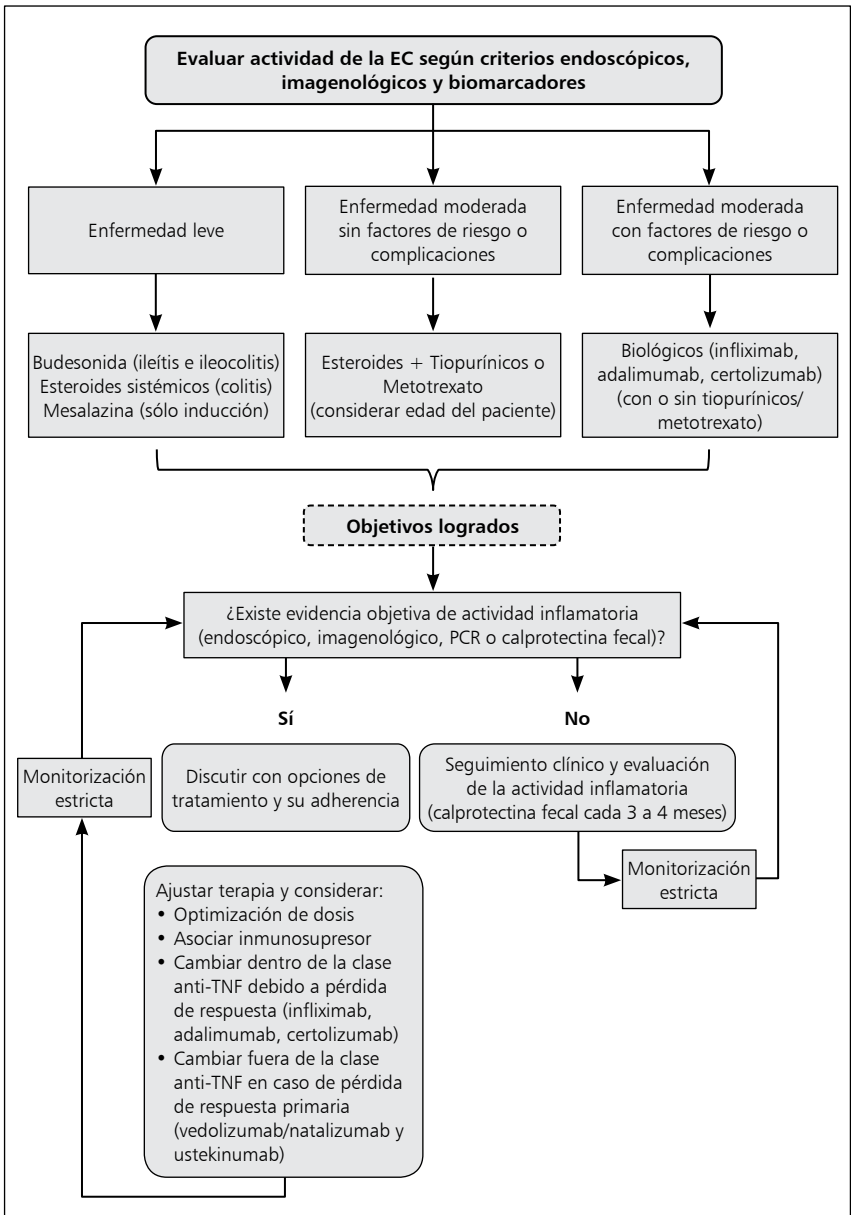 Evaluar actividad de la EC según criterios endoscópicos,
imagenológicos y biomarcadores
Enfermedad leve
Enfermedad moderada
sin factores de riesgo o
complicaciones
Enfermedad moderada
con factores de riesgo o
complicaciones
Budesonida (ileítis e ileocolitis)
Esteroides sistémicos (colitis)
Mesalazina (sólo inducción)
Esteroides + Tiopurínicos o
Metotrexato
(considerar edad del paciente)
Biológicos (infliximab,
adalimumab, certolizumab)
(con o sin tiopurínicos/
metotrexato)
Objetivos logrados
¿Existe evidencia objetiva de actividad inflamatoria
(endoscópico, imagenológico, PCR o calprotectina fecal)?
Sí
No
Monitorización
estricta
Discutir con opciones de
tratamiento y su adherencia
Seguimiento clínico y evaluación
de la actividad inflamatoria
(calprotectina fecal cada 3 a 4 meses)
Monitorización
estricta
Ajustar terapia y considerar:
• Optimización de dosis
• Asociar inmunosupresor
• Cambiar dentro de la clase
anti-TNF debido a pérdida
de respuesta (infliximab,
adalimumab, certolizumab)
• Cambiar fuera de la clase
anti-TNF en caso de pérdida
de respuesta primaria
(vedolizumab/natalizumab y
ustekinumab)